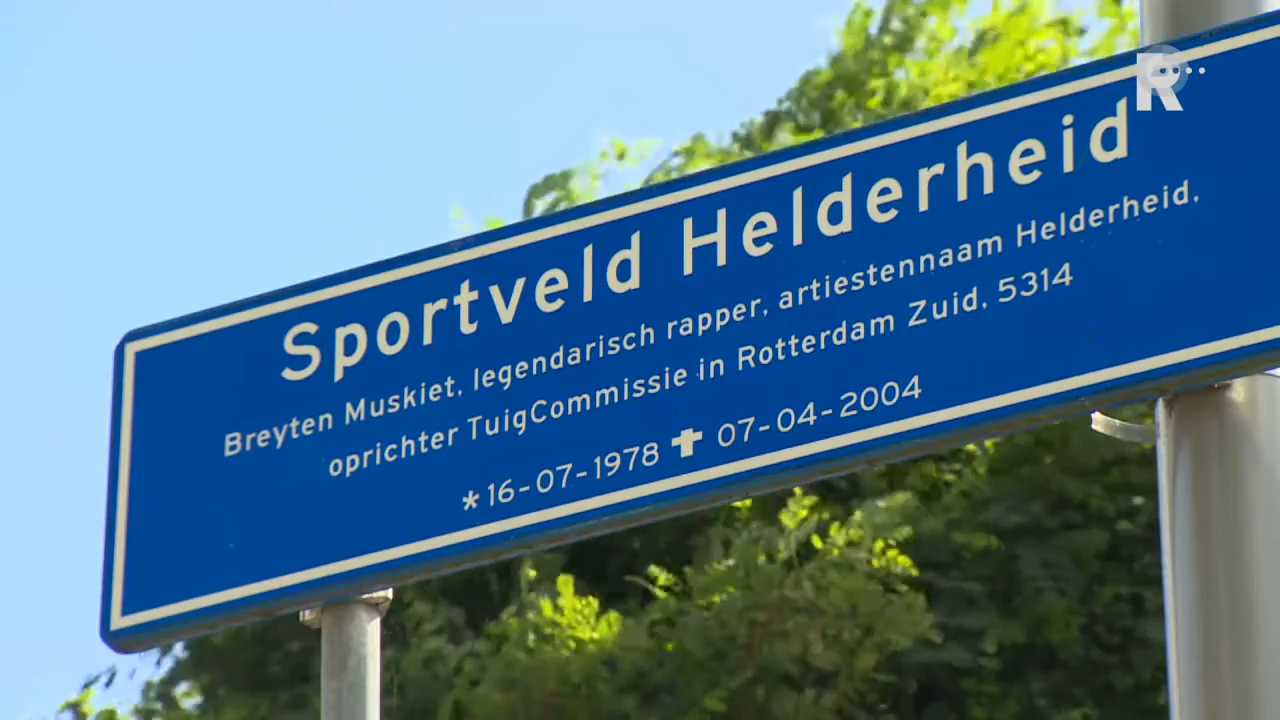 R
Sportveld Helderheid
Breyten Muskiet, legendarisch rapper, artiestennaam Helderheid,
oprichter TuigCommissie in Rotterdam Zuid, 5314
*16-07-1978 ✝ 07-04-2004